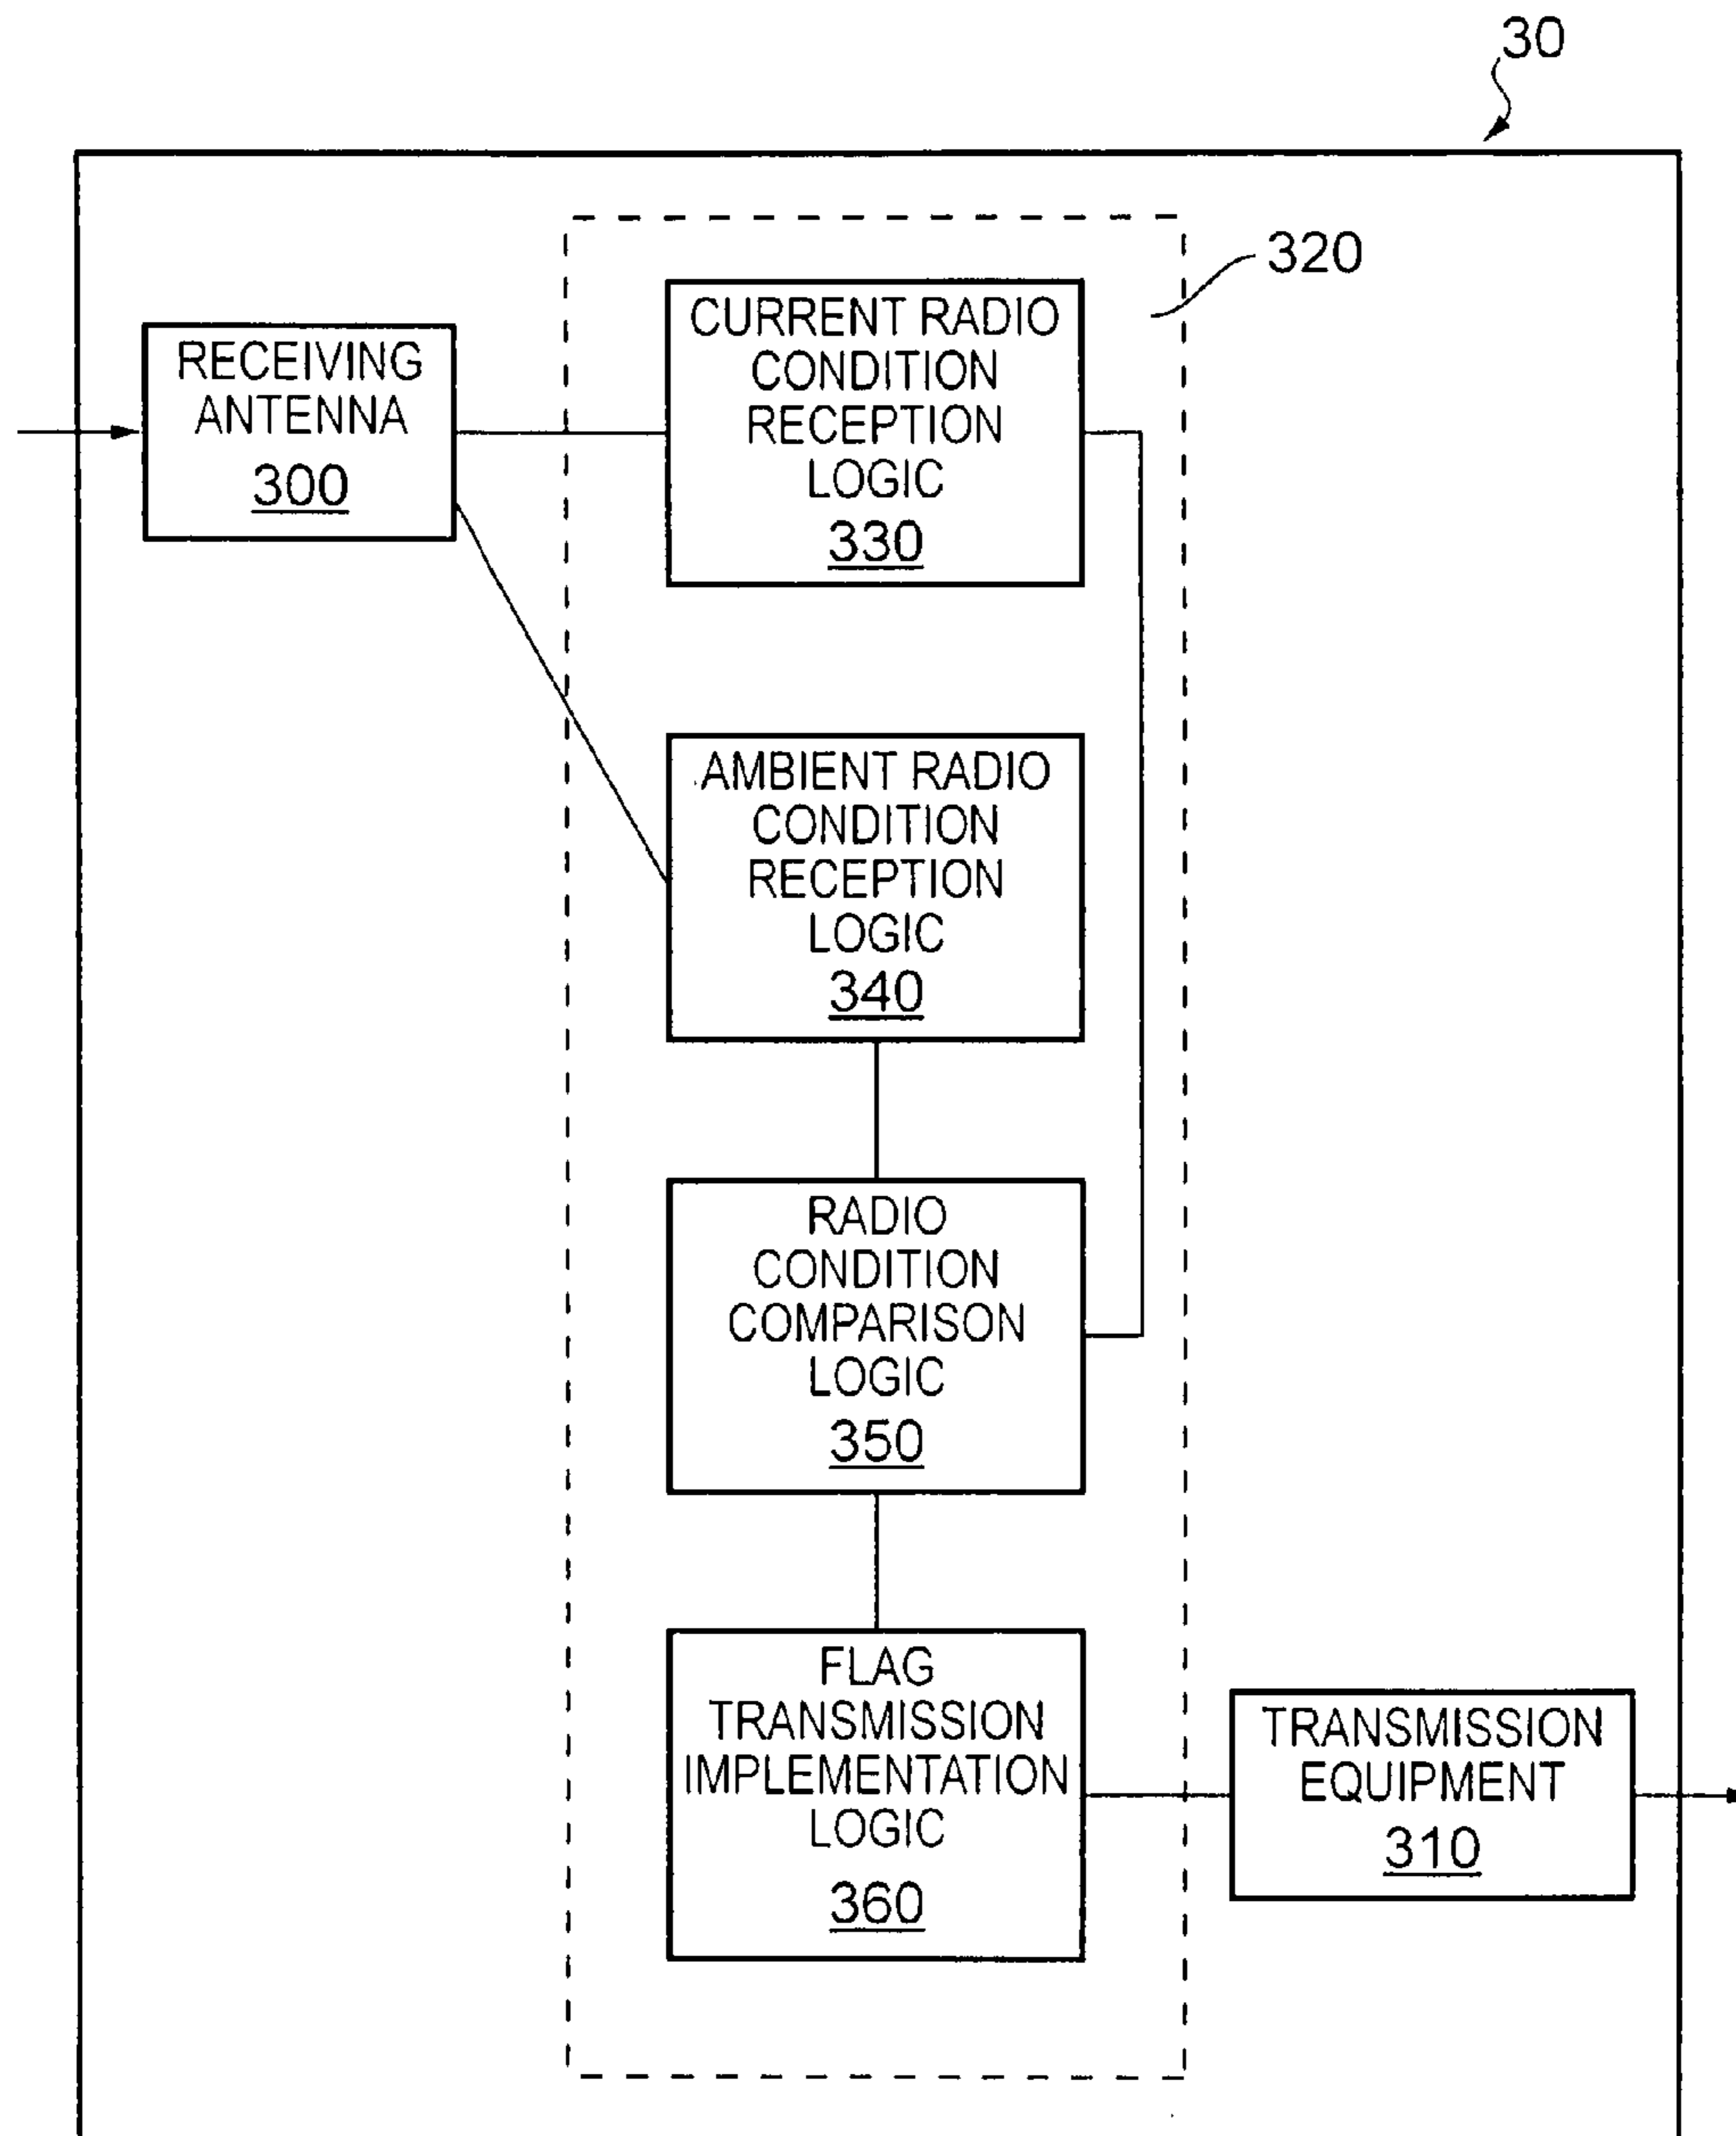 30
320
RECEIVING
ANTENNA
300
CURRENT RADIO
CONDITION
RECEPTION
LOGIC
330
AMBIENT RADIO
CONDITION
RECEPTION
LOGIC
340
RADIO
CONDITION
COMPARISON
LOGIC
350
FLAG
TRANSMISSION
IMPLEMENTATION
LOGIC
360
TRANSMISSION
EQUIPMENT
310